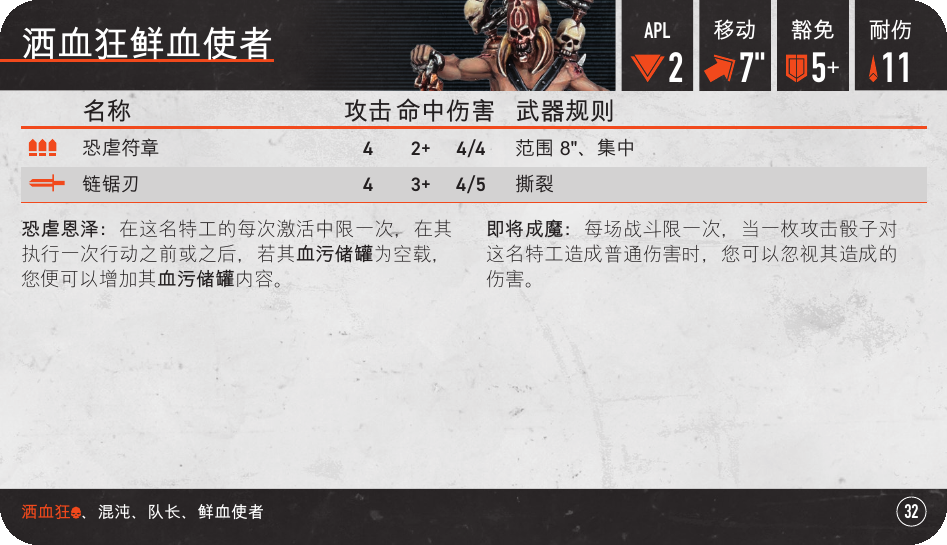 洒血狂鲜血使者
APL 移动 豁免 耐伤
2 7" 5+ 11
名称 攻击 命中 伤害 武器规则
恐虐符章 4 2+ 4/4 范围 8"、集中
链锯刃 4 3+ 4/5 撕裂
恐虐恩泽：在这名特工的每次激活中限一次，在其
执行一次行动之前或之后，若其血污储罐为空载，
您便可以增加其血污储罐内容。
即将成魔：每场战斗限一次，当一枚攻击骰子对
这名特工造成普通伤害时，您可以忽视其造成的
伤害。
洒血狂、混沌、队长、鲜血使者
32